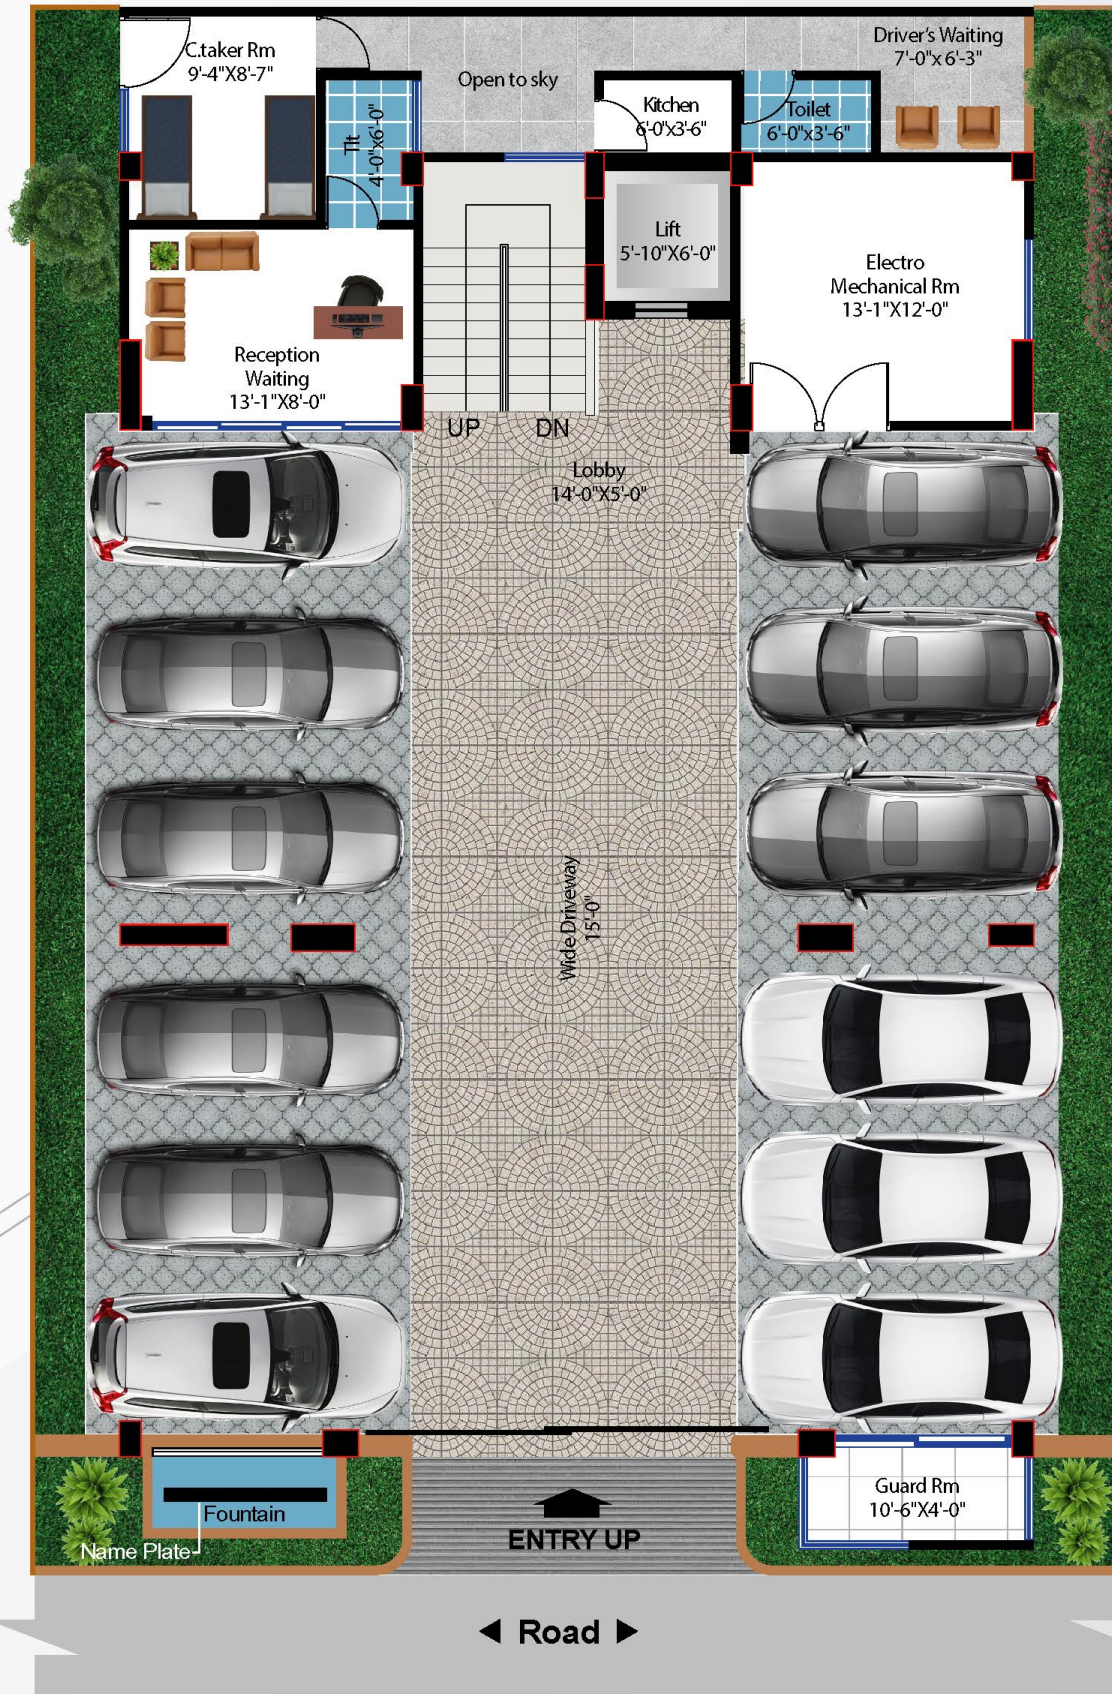 C.taker Rm
9'-4"X8'-7"
Tlt
4'-0"x6'-0"
Open to sky
Kitchen
6'-0"x3'-6"
Toilet
6'-0"x3'-6"
Driver's Waiting
7'-0"x 6'-3"
Lift
5'-10"X6'-0"
Electro
Mechanical Rm
13'-1"X12'-0"
Reception
Waiting
13'-1"X8'-0"
UP
DN
Lobby
14'-0"X5'-0"
Wide Driveway
15'-0"
Fountain
Name Plate
ENTRY UP
Guard Rm
10'-6"X4'-0"
Road